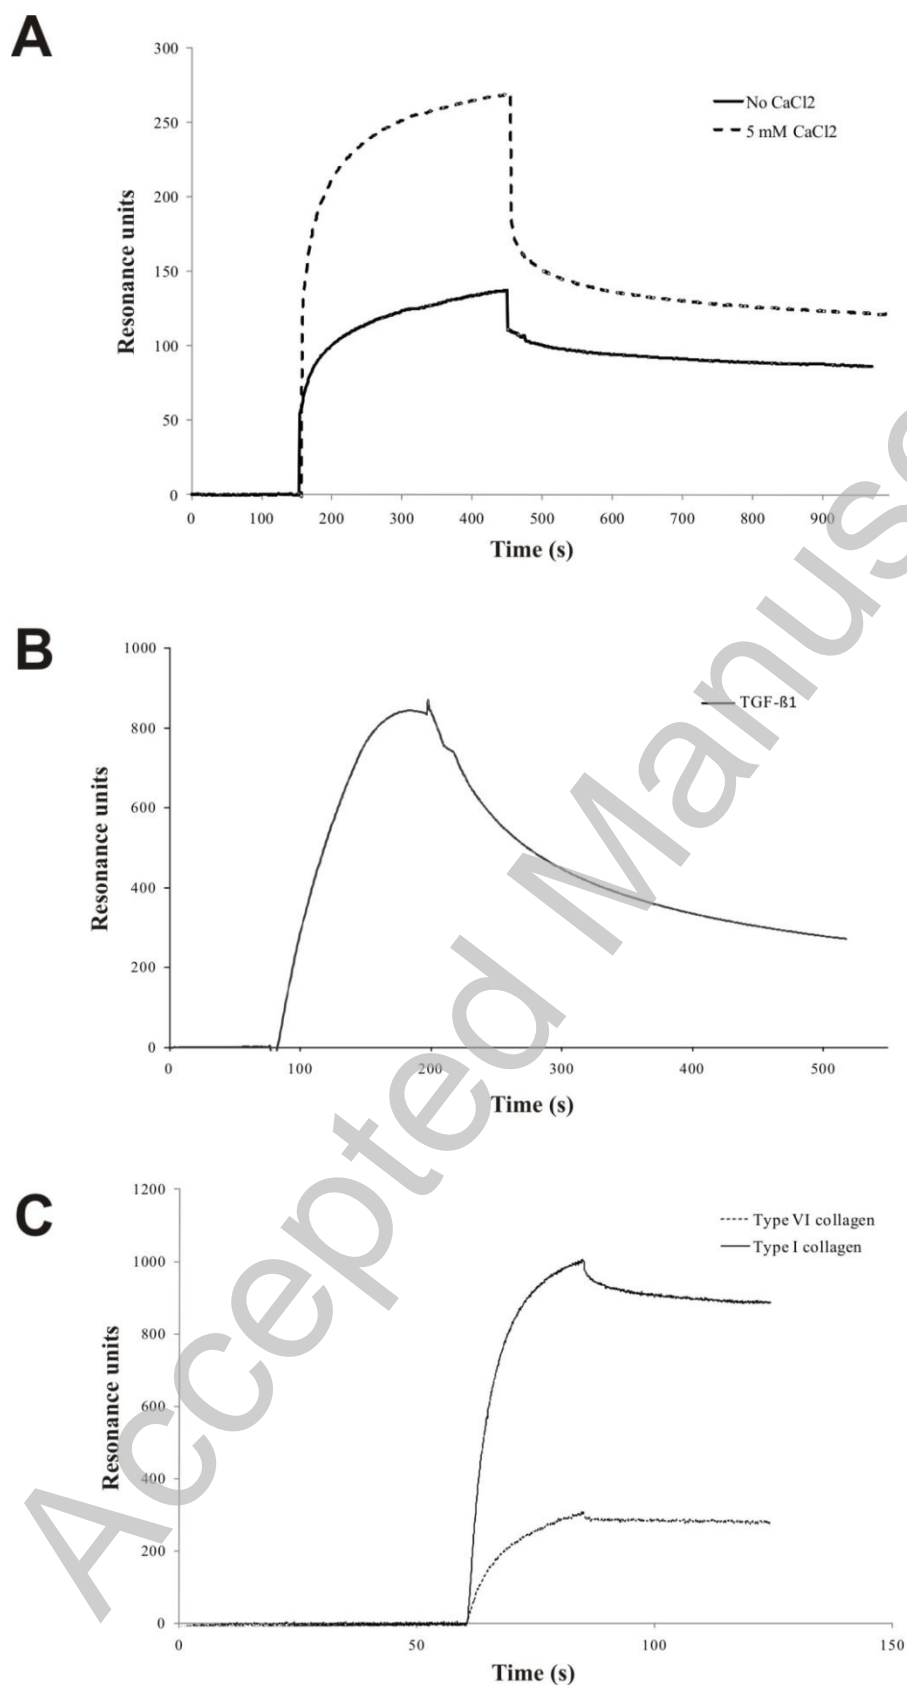 A
300
250
200
150
100
50
0
0 100 200 300 400 500 600 700 800 900
Resonance units
Time (s)
No CaCl2
5 mM CaCl2
B
1000
800
600
400
200
0
0 100 200 300 400 500
Resonance units
Time (s)
TGF-ß1
C
1200
1000
800
600
400
200
0
0 50 100 150
Resonance units
Time (s)
Type VI collagen
Type I collagen
Accepted Manus